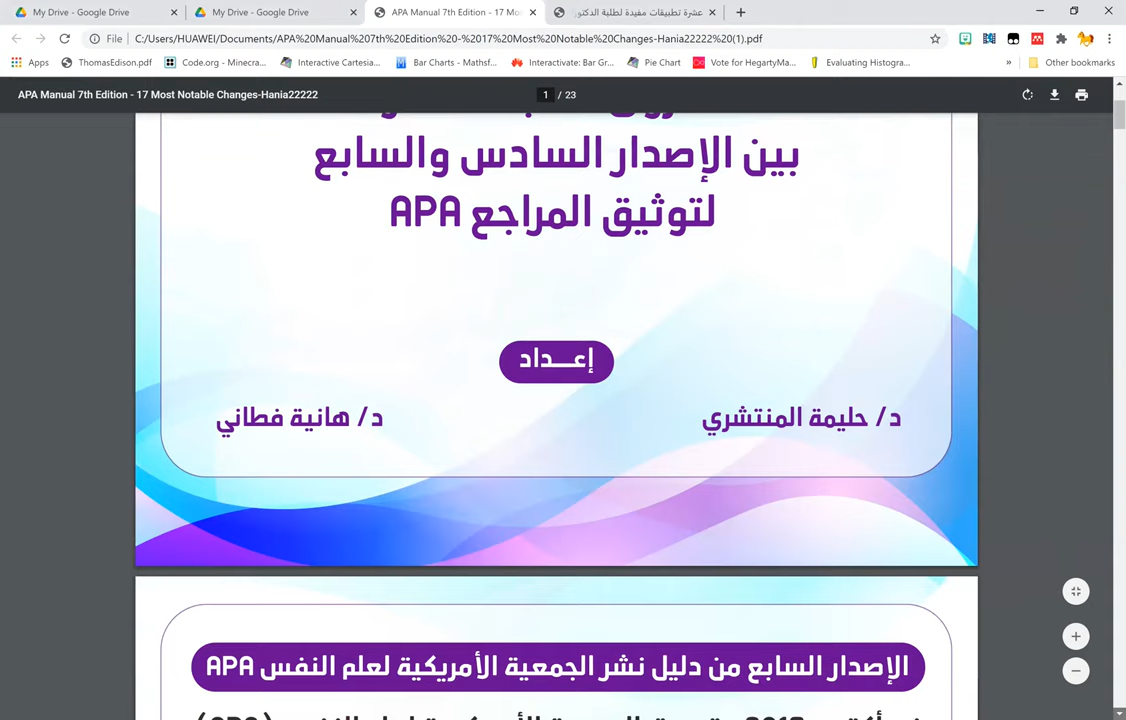 My Drive - Google Drive
My Drive - Google Drive
APA Manual 7th Edition - 17 Mo
عشرة تطبيقات مفيدة لطلبة الدكتور
File
C:/Users/HUAWEI/Documents/APA%20Manual%207th%20Edition%20-%2017%20Most%20Notable%20Changes-Hania22222%20(1).pdf
Apps
ThomasEdison.pdf
Code.org - Minecra...
Interactive Cartesia...
Bar Charts - Mathsf...
Interactivate: Bar Gr...
Pie Chart
Vote for HegartyMa...
Evaluating Histogra...
»
Other bookmarks
APA Manual 7th Edition - 17 Most Notable Changes-Hania22222
1 / 23
بين الإصدار السادس والسابع
لتوثيق المراجع APA
إعـــداد
د/ حليمة المنتشري
د/ هانية فطاني
الإصدار السابع من دليل نشر الجمعية الأمريكية لعلم النفس APA